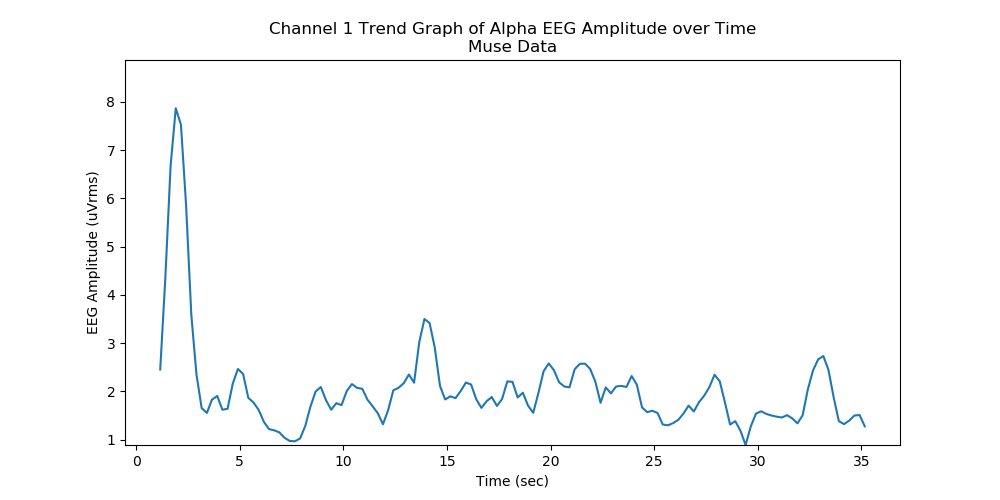 Channel 1 Trend Graph of Alpha EEG Amplitude over Time
Muse Data
8
7
6
5
4
3
2
1
EEG Amplitude (uVrms)
0 5 10 15 20 25 30 35
Time (sec)